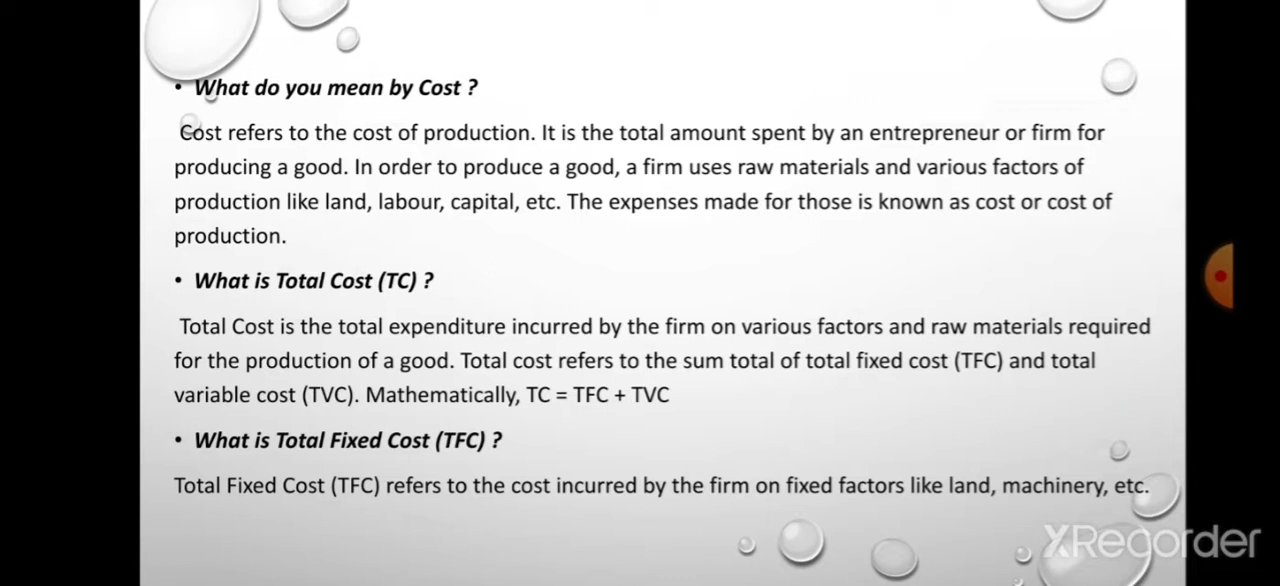 • What do you mean by Cost ?
Cost refers to the cost of production. It is the total amount spent by an entrepreneur or firm for
producing a good. In order to produce a good, a firm uses raw materials and various factors of
production like land, labour, capital, etc. The expenses made for those is known as cost or cost of
production.
• What is Total Cost (TC) ?
Total Cost is the total expenditure incurred by the firm on various factors and raw materials required
for the production of a good. Total cost refers to the sum total of total fixed cost (TFC) and total
variable cost (TVC). Mathematically, TC = TFC + TVC
• What is Total Fixed Cost (TFC) ?
Total Fixed Cost (TFC) refers to the cost incurred by the firm on fixed factors like land, machinery, etc.
XRecorder